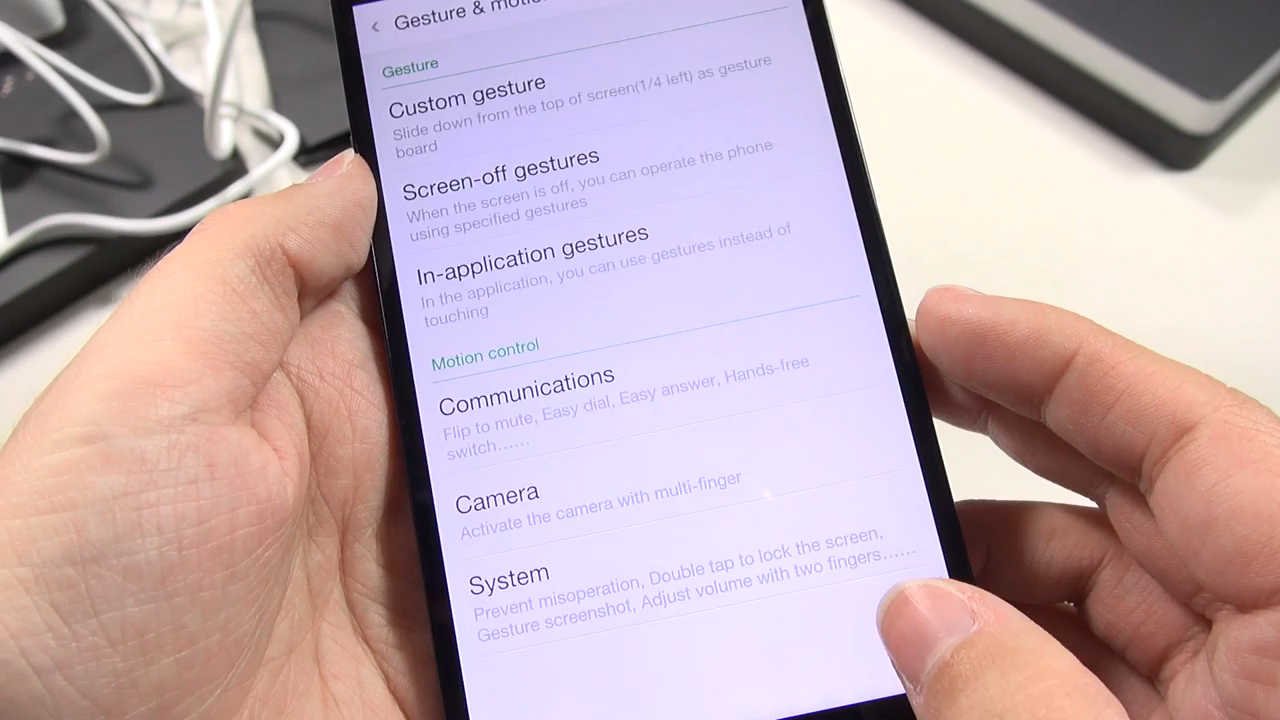 Gesture &
Gesture
Custom gesture
Slide down from the top of screen(1/4 left) as gesture
board
Screen-off gestures
When the screen is off, you can operate the phone
using specified gestures
In-application gestures
In the application, you can use gestures instead of
touching
Motion control
Communications
Flip to mute, Easy dial, Easy answer, Hands-free
switch......
Camera
Activate the camera with multi-finger
System
Prevent misoperation, Double tap to lock the screen,
Gesture screenshot, Adjust volume with two fingers......